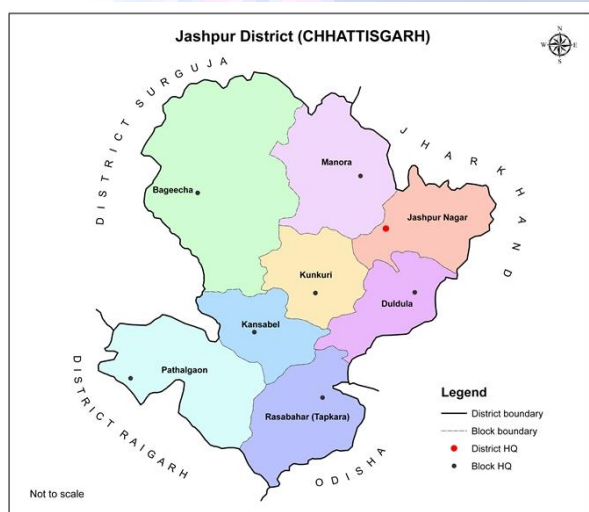 Jashpur District (CHHATTISGARH)
N
W
E
S
DISTRICT SURGUJA
JHARKHAND
Manora
Bageecha
Jashpur Nagar
Kunkuri
Duldula
Kansabel
Pathalgaon
Rasabahar (Tapkara)
DISTRICT RAIGARH
ODISHA
Legend
District boundary
Block boundary
District HQ
Block HQ
Not to scale